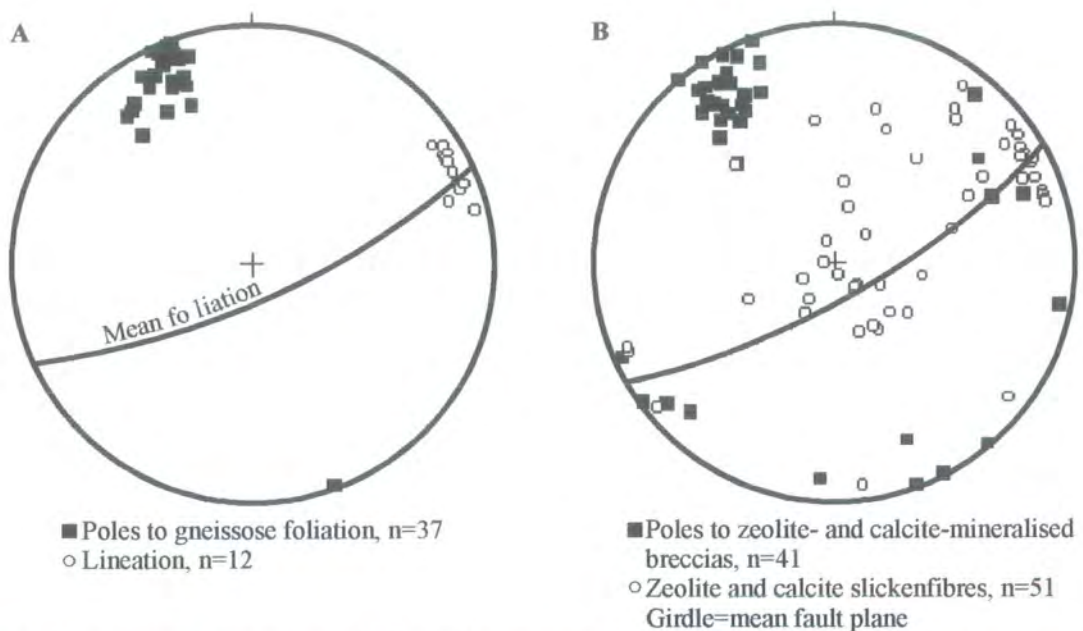 A
B
Mean fo liation
■ Poles to gneissose foliation, n=37
○ Lineation, n=12
■ Poles to zeolite- and calcite-mineralised
breccias, n=41
○ Zeolite and calcite slickenfibres, n=51
Girdle=mean fault plane